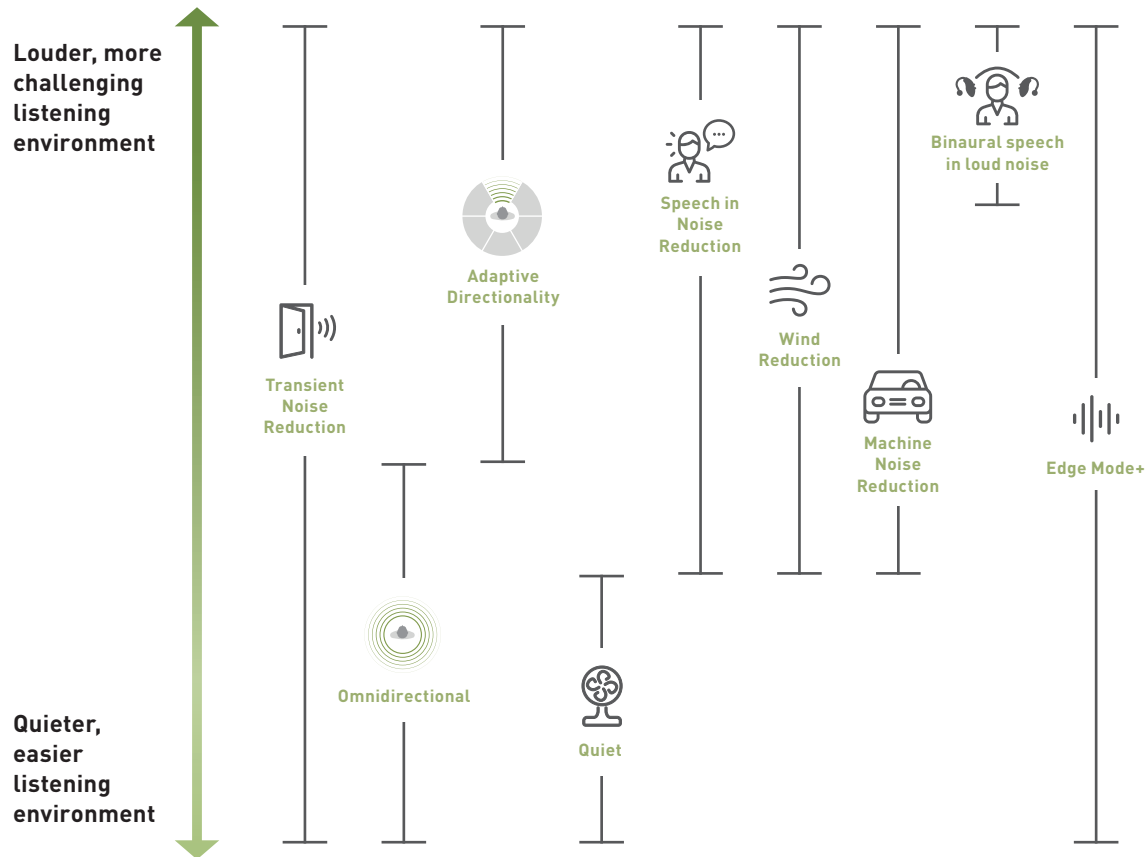 Louder, more
challenging
listening
environment
Binaural speech
in loud noise
Speech in
Noise
Reduction
Adaptive
Directionality
Wind
Reduction
Transient
Noise
Reduction
Machine
Noise
Reduction
Edge Mode+
Omnidirectional
Quiet
Quieter,
easier
listening
environment